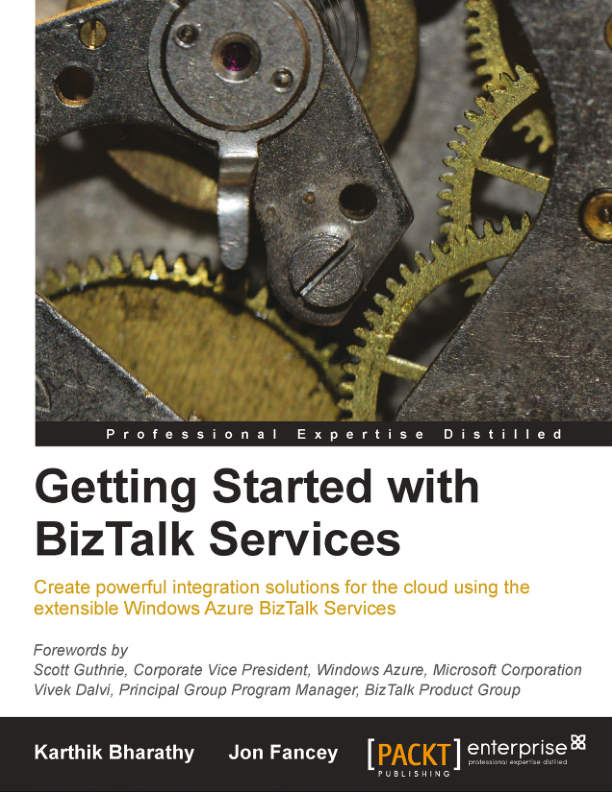 Professional Expertise Distilled
Getting Started with
BizTalk Services
Create powerful integration solutions for the cloud using the
extensible Windows Azure BizTalk Services
Forewords by
Scott Guthrie, Corporate Vice President, Windows Azure, Microsoft Corporation
Vivek Dalvi, Principal Group Program Manager, BizTalk Product Group
Karthik Bharathy Jon Fancey
[PACKT] enterprise
PUBLISHING
professional expertise distilled